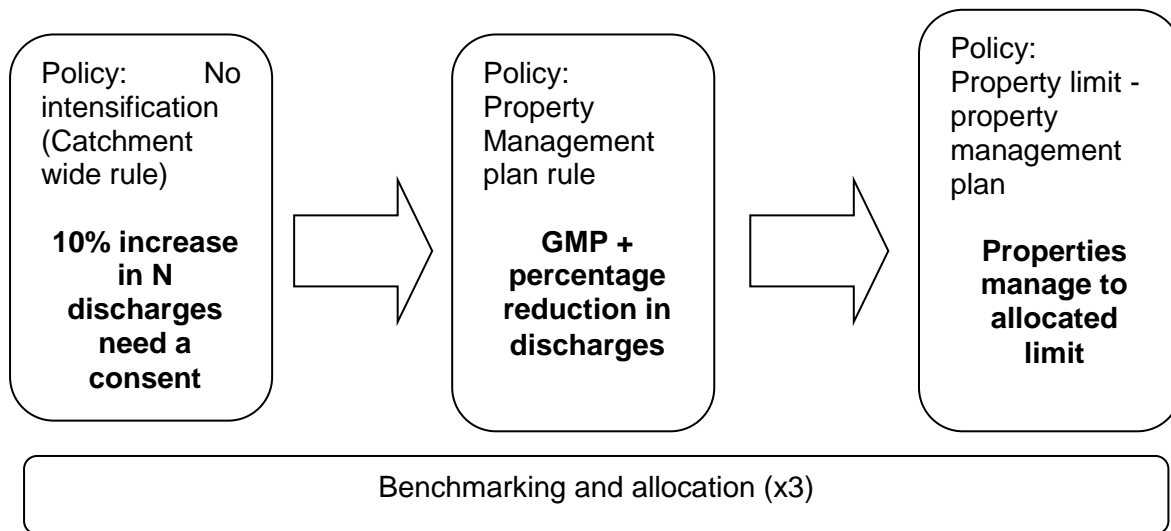 Policy: No
intensification
(Catchment
wide rule)
10% increase
in N
discharges
need a
consent
Policy:
Property
Management
plan rule
GMP +
percentage
reduction in
discharges
Policy:
Property limit -
property
management
plan
Properties
manage to
allocated
limit
Benchmarking and allocation (x3)